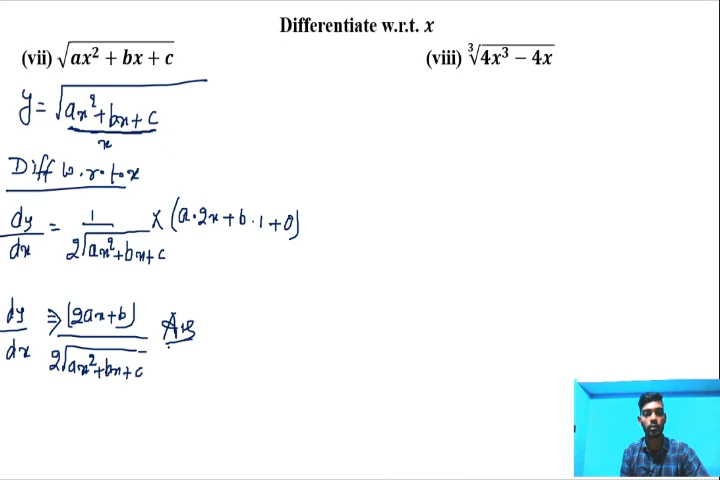 Differentiate w.r.t. x
(vii) √(ax² + bx + c)
(viii) ∛(4x³ − 4x)
y = √(ax² + bx + c)
x
Diff w.r.to x
dy/dx = 1/(2√(ax² + bx + c)) × (a·2x + b·1 + 0)
dy/dx ⇒ (2ax + b)/(2√(ax² + bx + c)) Ans